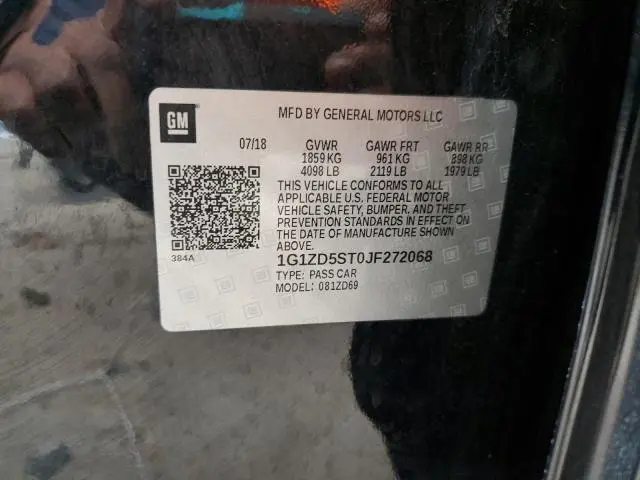 GM
MFD BY GENERAL MOTORS LLC
07/18 GVWR GAWR FRT GAWR RR
1859 KG 961 KG 898 KG
4098 LB 2119 LB 1979 LB
THIS VEHICLE CONFORMS TO ALL
APPLICABLE U.S. FEDERAL MOTOR
VEHICLE SAFETY, BUMPER, AND THEFT
PREVENTION STANDARDS IN EFFECT ON
THE DATE OF MANUFACTURE SHOWN
ABOVE.
384A
1G1ZD5ST0JF272068
TYPE: PASS CAR
MODEL: 081ZD69